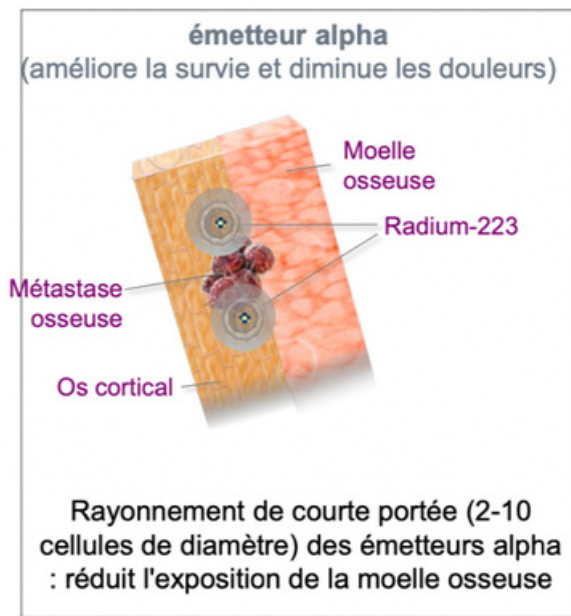 émetteur alpha
(améliore la survie et diminue les douleurs)
Moelle
osseuse
Radium-223
Métastase
osseuse
Os cortical
Rayonnement de courte portée (2-10
cellules de diamètre) des émetteurs alpha
: réduit l'exposition de la moelle osseuse